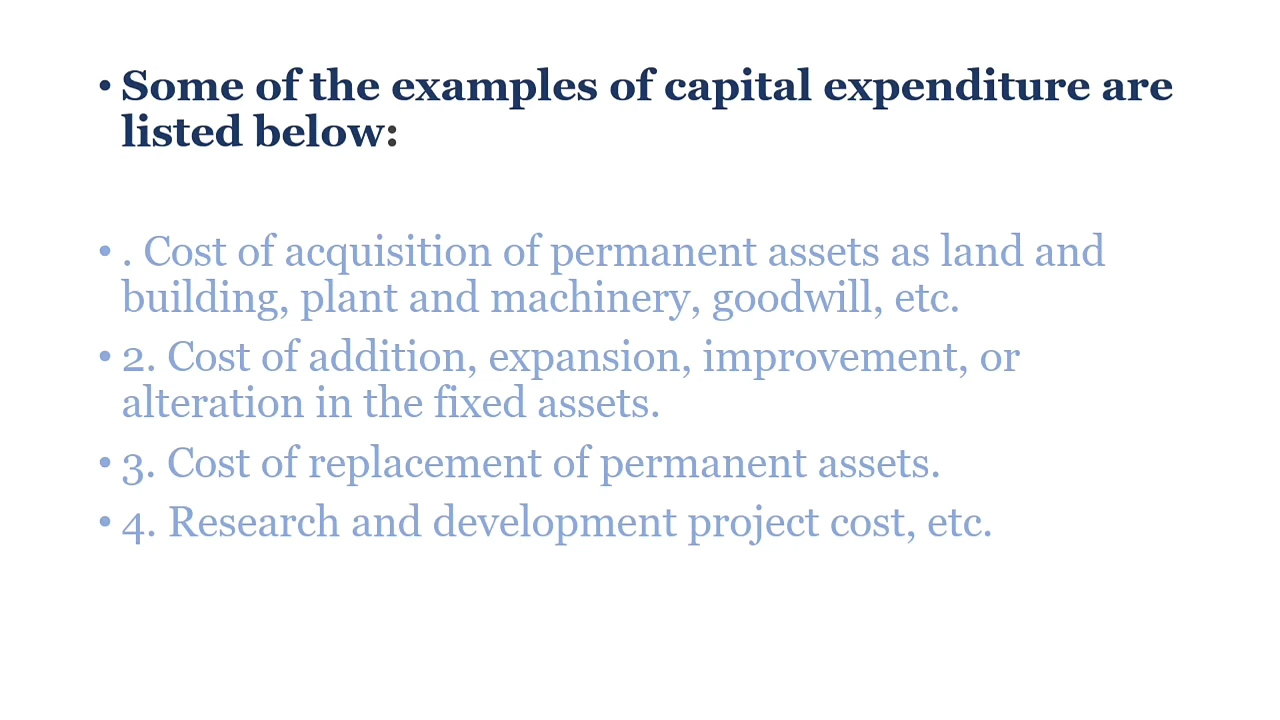 • Some of the examples of capital expenditure are
listed below:
• . Cost of acquisition of permanent assets as land and
building, plant and machinery, goodwill, etc.
• 2. Cost of addition, expansion, improvement, or
alteration in the fixed assets.
• 3. Cost of replacement of permanent assets.
• 4. Research and development project cost, etc.